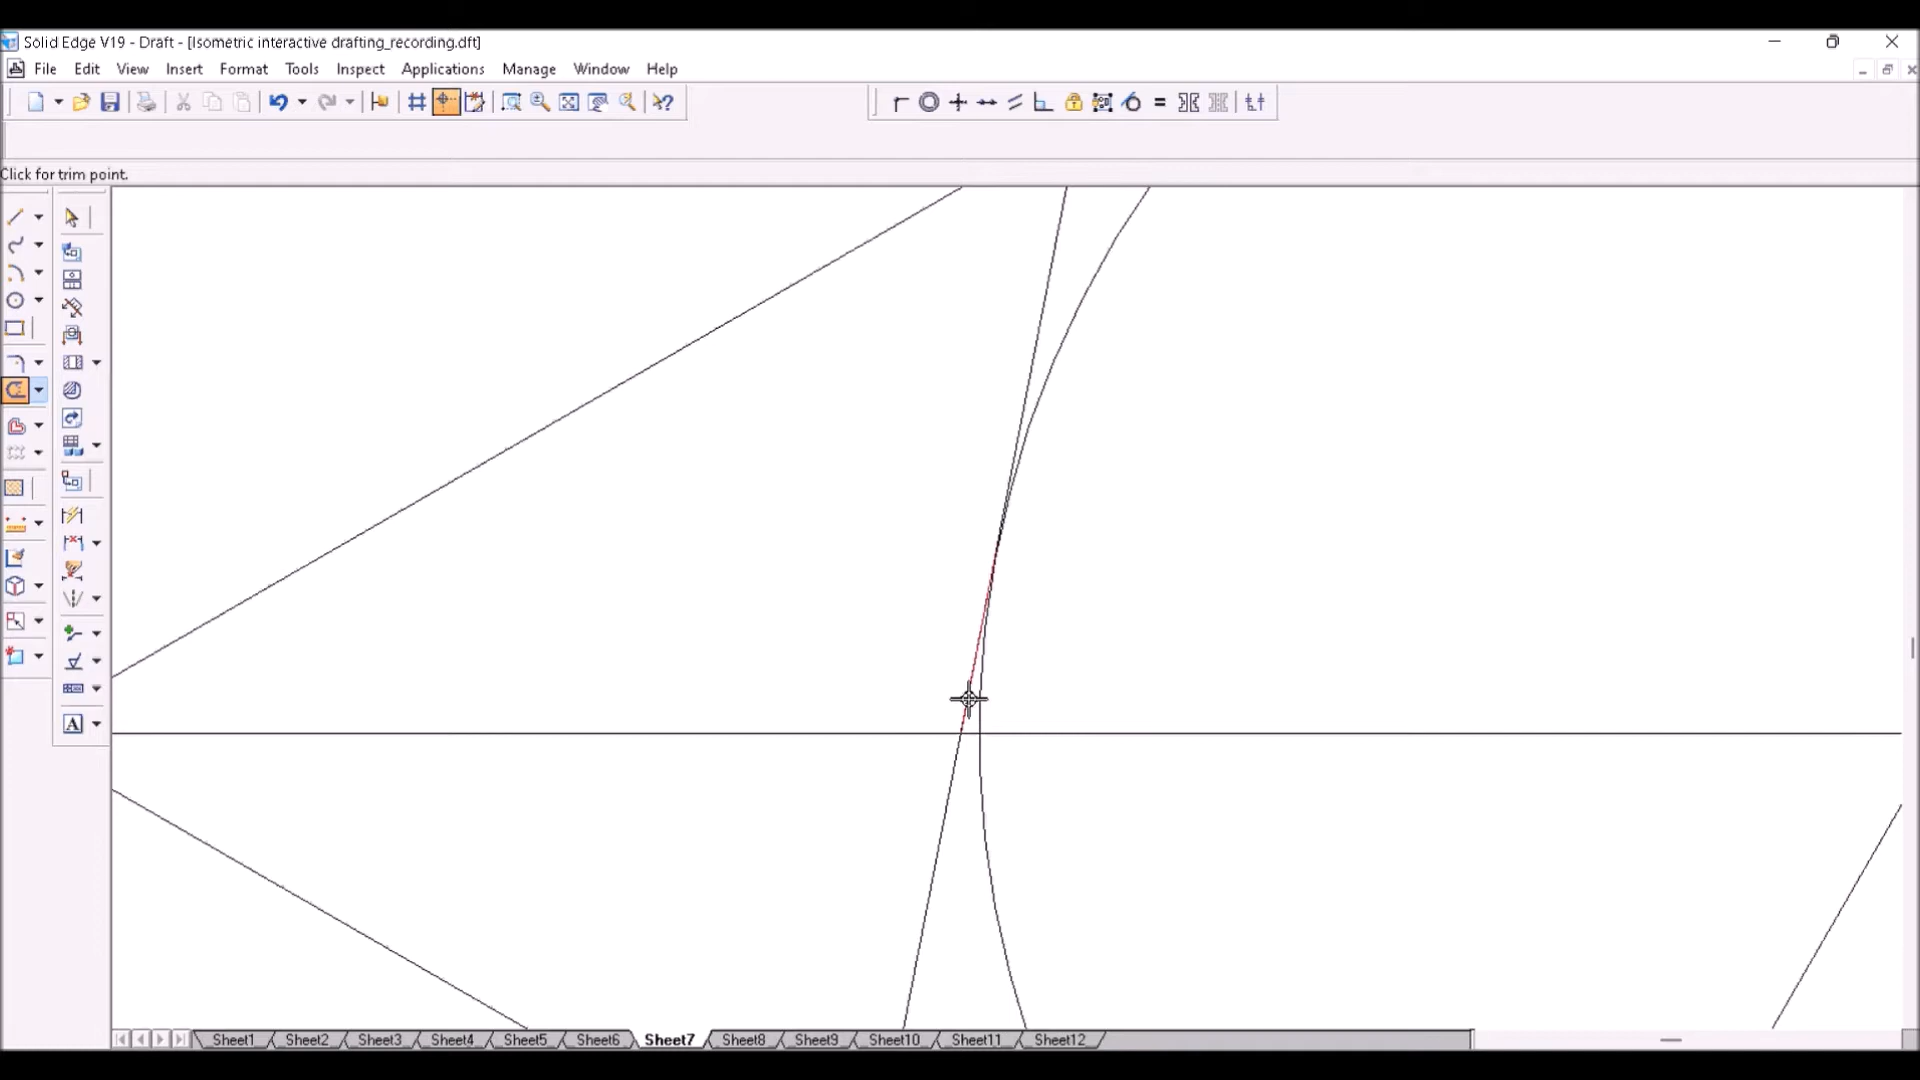 Solid Edge V19 - Draft - [Isometric interactive drafting_recording.dft]
File Edit View Insert Format Tools Inspect Applications Manage Window Help
Click for trim point.
A
Sheet1 Sheet2 Sheet3 Sheet4 Sheet5 Sheet6 Sheet7 Sheet8 Sheet9 Sheet10 Sheet11 Sheet12